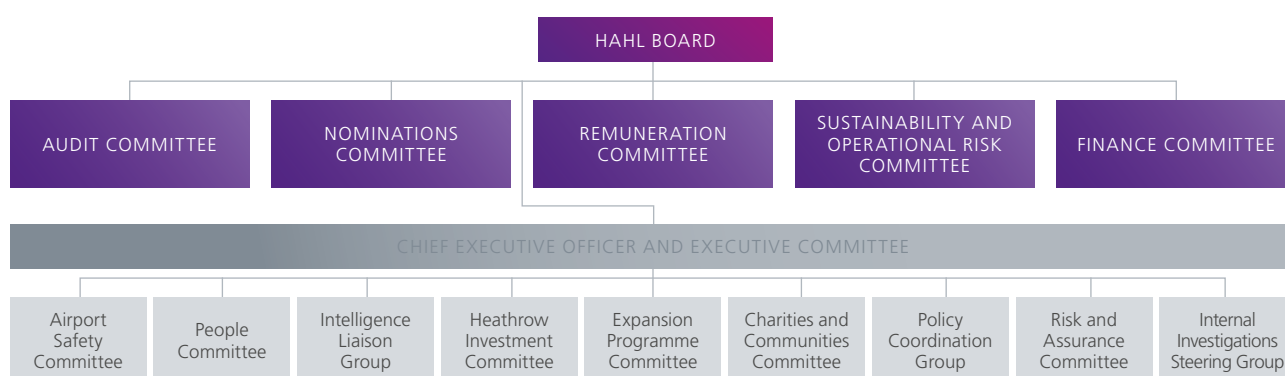 HAHL BOARD
AUDIT COMMITTEE
NOMINATIONS
COMMITTEE
REMUNERATION
COMMITTEE
SUSTAINABILITY AND
OPERATIONAL RISK
COMMITTEE
FINANCE COMMITTEE
CHIEF EXECUTIVE OFFICER AND EXECUTIVE COMMITTEE
Airport
Safety
Committee
People
Committee
Intelligence
Liaison
Group
Heathrow
Investment
Committee
Expansion
Programme
Committee
Charities and
Communities
Committee
Policy
Coordination
Group
Risk and
Assurance
Committee
Internal
Investigations
Steering Group